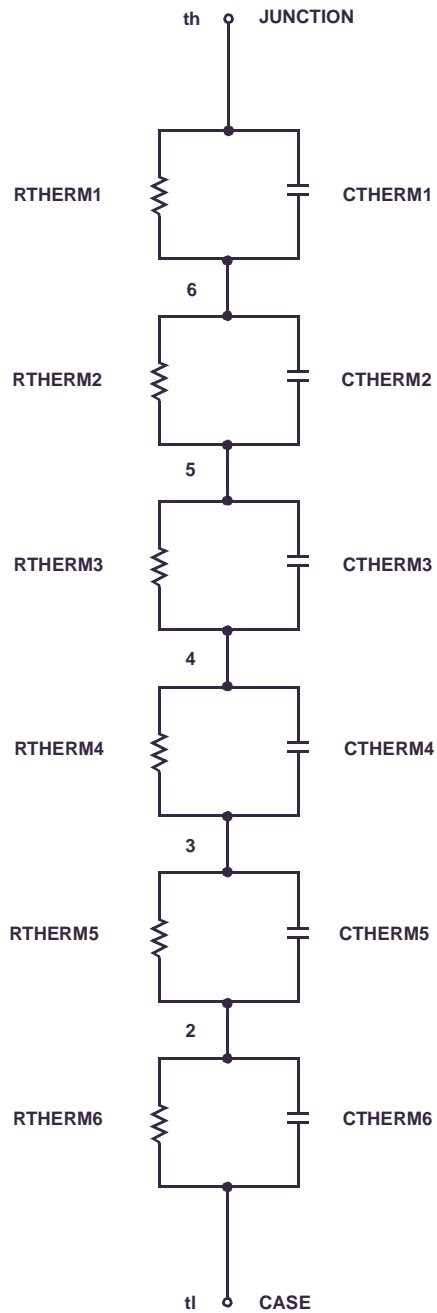 th JUNCTION
RTHERM1 CTHERM1
6
RTHERM2 CTHERM2
5
RTHERM3 CTHERM3
4
RTHERM4 CTHERM4
3
RTHERM5 CTHERM5
2
RTHERM6 CTHERM6
tl CASE